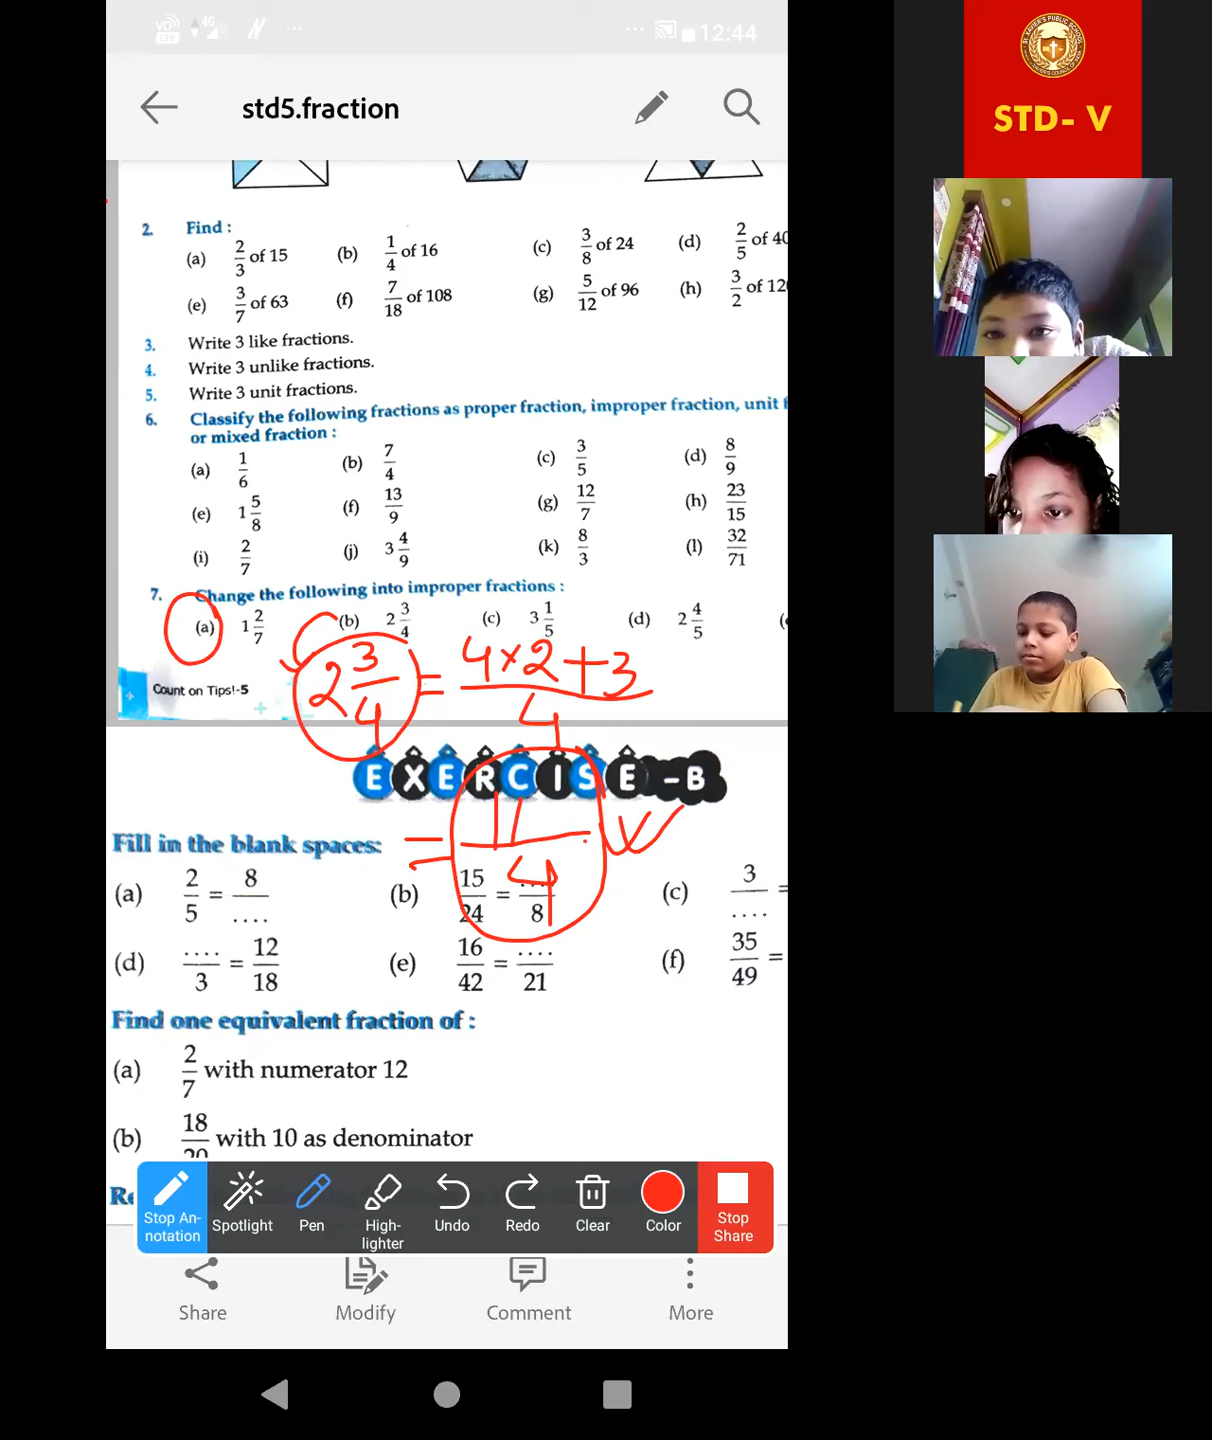 VO)) LTE 4G N ... ... 12:44
std5.fraction
STD- V
2. Find :
(a) 2/3 of 15 (b) 1/4 of 16 (c) 3/8 of 24 (d) 2/5 of 40
(e) 3/7 of 63 (f) 7/18 of 108 (g) 5/12 of 96 (h) 3/2 of 12
3. Write 3 like fractions.
4. Write 3 unlike fractions.
5. Write 3 unit fractions.
6. Classify the following fractions as proper fraction, improper fraction, unit
or mixed fraction :
(a) 1/6 (b) 7/4 (c) 3/5 (d) 8/9
(e) 1 5/8 (f) 13/9 (g) 12/7 (h) 23/15
(i) 2/7 (j) 3 4/9 (k) 8/3 (l) 32/71
7. Change the following into improper fractions :
(a) 1 2/7 (b) 2 3/4 (c) 3 1/5 (d) 2 4/5 (
2 3/4 = 4×2+3/4
Count on Tips!-5
EXERCISE-B
= 11/4
Fill in the blank spaces:
(a) 2/5 = 8/.... (b) 15/24 = ..../8 (c) 3/.... =
(d) ..../3 = 12/18 (e) 16/42 = ..../21 (f) 35/49 =
Find one equivalent fraction of :
(a) 2/7 with numerator 12
(b) 18/20 with 10 as denominator
Re
Stop Annotation Spotlight Pen Highlighter Undo Redo Clear Color Stop Share
Share Modify Comment More